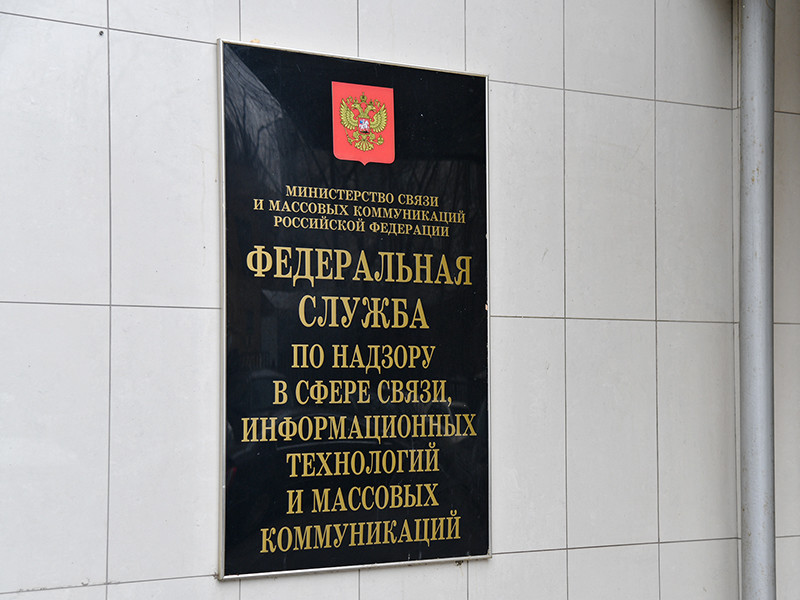 МИНИСТЕРСТВО СВЯЗИ
И МАССОВЫХ КОММУНИКАЦИЙ
РОССИЙСКОЙ ФЕДЕРАЦИИ
ФЕДЕРАЛЬНАЯ
СЛУЖБА
ПО НАДЗОРУ
В СФЕРЕ СВЯЗИ,
ИНФОРМАЦИОННЫХ
ТЕХНОЛОГИЙ
И МАССОВЫХ
КОММУНИКАЦИЙ